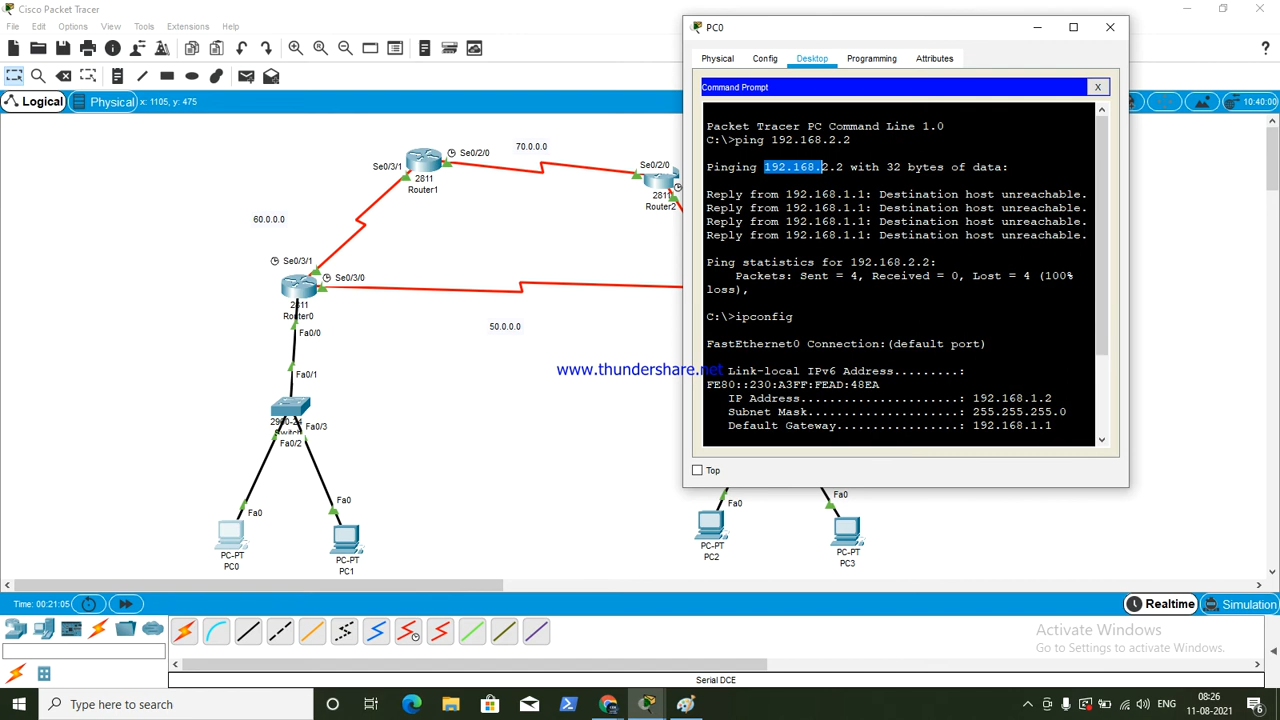 Cisco Packet Tracer
File Edit Options View Tools Extensions Window Help
Logical
Physical
x: 1105, y: 475
10:40:00
Se0/3/1
Se0/2/0
2811
Router1
70.0.0.0
Se0/2/0
2811
Router2
60.0.0.0
Se0/3/1
Se0/3/0
2811
Router0
Fa0/0
50.0.0.0
Fa0/1
Fa0/3
Fa0/2
Fa0
PC-PT
PC0
Fa0
PC-PT
PC1
Fa0
PC-PT
PC2
Fa0
PC-PT
PC3
PC0
Physical Config Desktop Programming Attributes
Command Prompt
X
Packet Tracer PC Command Line 1.0
C:\>ping 192.168.2.2
Pinging 192.168.2.2 with 32 bytes of data:
Reply from 192.168.1.1: Destination host unreachable.
Reply from 192.168.1.1: Destination host unreachable.
Reply from 192.168.1.1: Destination host unreachable.
Reply from 192.168.1.1: Destination host unreachable.
Ping statistics for 192.168.2.2:
Packets: Sent = 4, Received = 0, Lost = 4 (100%
loss),
C:\>ipconfig
FastEthernet0 Connection:(default port)
Link-local IPv6 Address.........:
FE80::230:A3FF:FEAD:48EA
IP Address......................: 192.168.1.2
Subnet Mask.....................: 255.255.255.0
Default Gateway.................: 192.168.1.1
Top
www.thundershare.net
Time: 00:21:05
Realtime
Simulation
Activate Windows
Go to Settings to activate Windows.
Serial DCE
Type here to search
ENG
08:26
11-08-2021